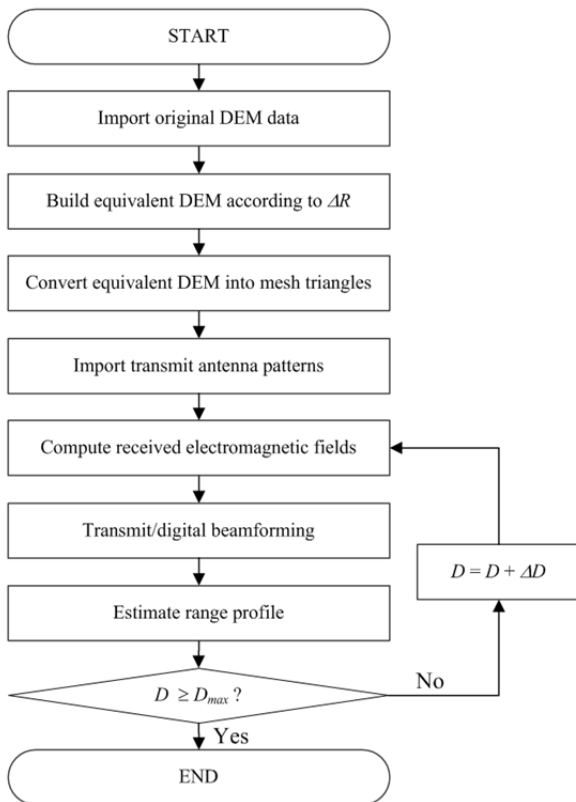 START
Import original DEM data
Build equivalent DEM according to ΔR
Convert equivalent DEM into mesh triangles
Import transmit antenna patterns
Compute received electromagnetic fields
Transmit/digital beamforming
D = D + ΔD
Estimate range profile
D ≥ Dmax ?
No
Yes
END